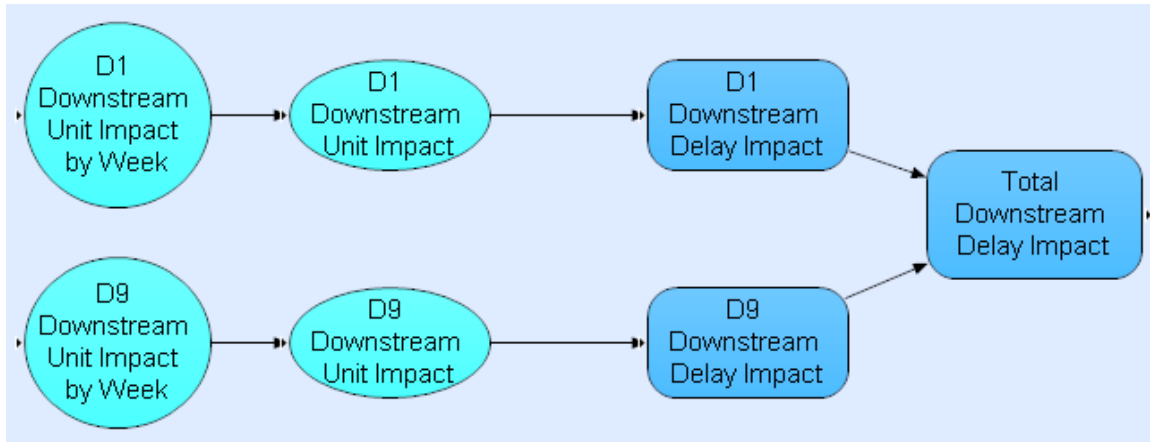 D1
Downstream
Unit Impact
by Week
D1
Downstream
Unit Impact
D1
Downstream
Delay Impact
Total
Downstream
Delay Impact
D9
Downstream
Unit Impact
by Week
D9
Downstream
Unit Impact
D9
Downstream
Delay Impact